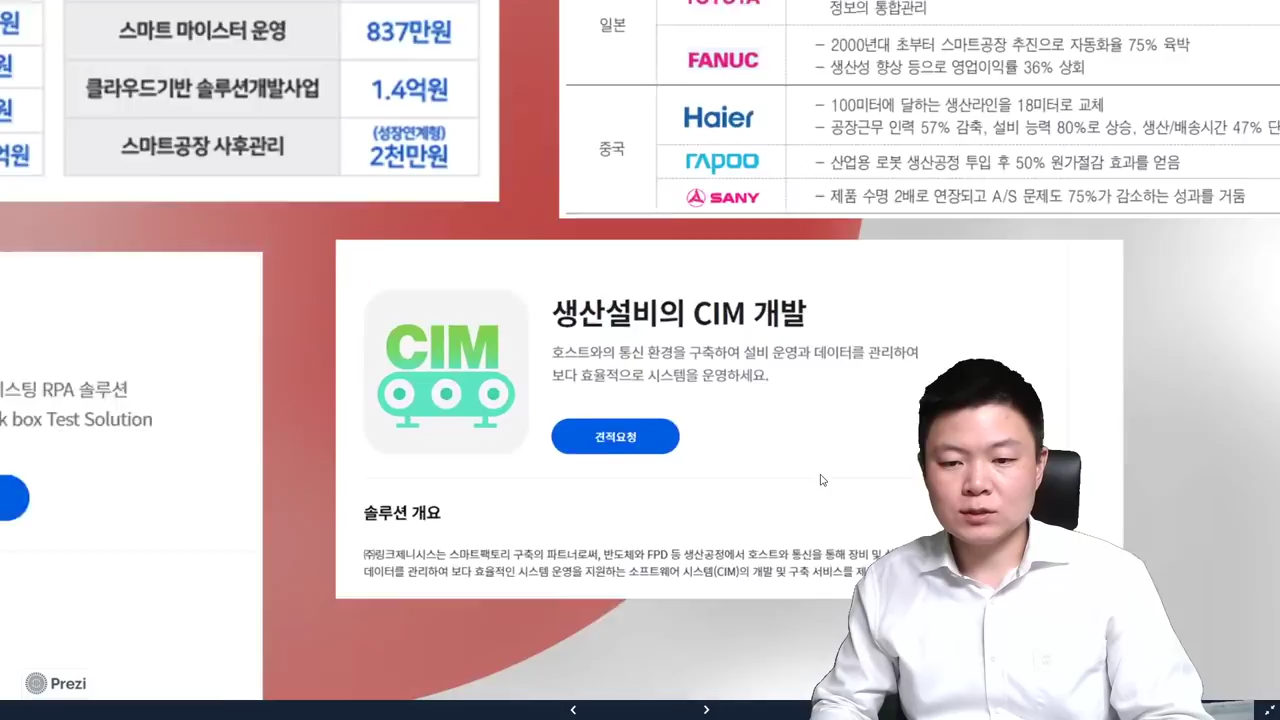 원
원
원
억원
스마트 마이스터 운영
837만원
클라우드기반 솔루션개발사업
1.4억원
스마트공장 사후관리
(성장연계형)
2천만원
일본
TOYOTA
정보의 통합관리
FANUC
– 2000년대 초부터 스마트공장 추진으로 자동화율 75% 육박
– 생산성 향상 등으로 영업이익률 36% 상회
중국
Haier
– 100미터에 달하는 생산라인을 18미터로 교체
– 공장근무 인력 57% 감축, 설비 능력 80%로 상승, 생산/배송시간 47% 단
rapoo
– 산업용 로봇 생산공정 투입 후 50% 원가절감 효과를 얻음
SANY
– 제품 수명 2배로 연장되고 A/S 문제도 75%가 감소하는 성과를 거둠
스팅 RPA 솔루션
k box Test Solution
CIM
생산설비의 CIM 개발
호스트와의 통신 환경을 구축하여 설비 운영과 데이터를 관리하여
보다 효율적으로 시스템을 운영하세요.
견적요청
솔루션 개요
㈜링크제니시스는 스마트팩토리 구축의 파트너로써, 반도체와 FPD 등 생산공정에서 호스트와 통신을 통해 장비 및
데이터를 관리하여 보다 효율적인 시스템 운영을 지원하는 소프트웨어 시스템(CIM)의 개발 및 구축 서비스를
Prezi